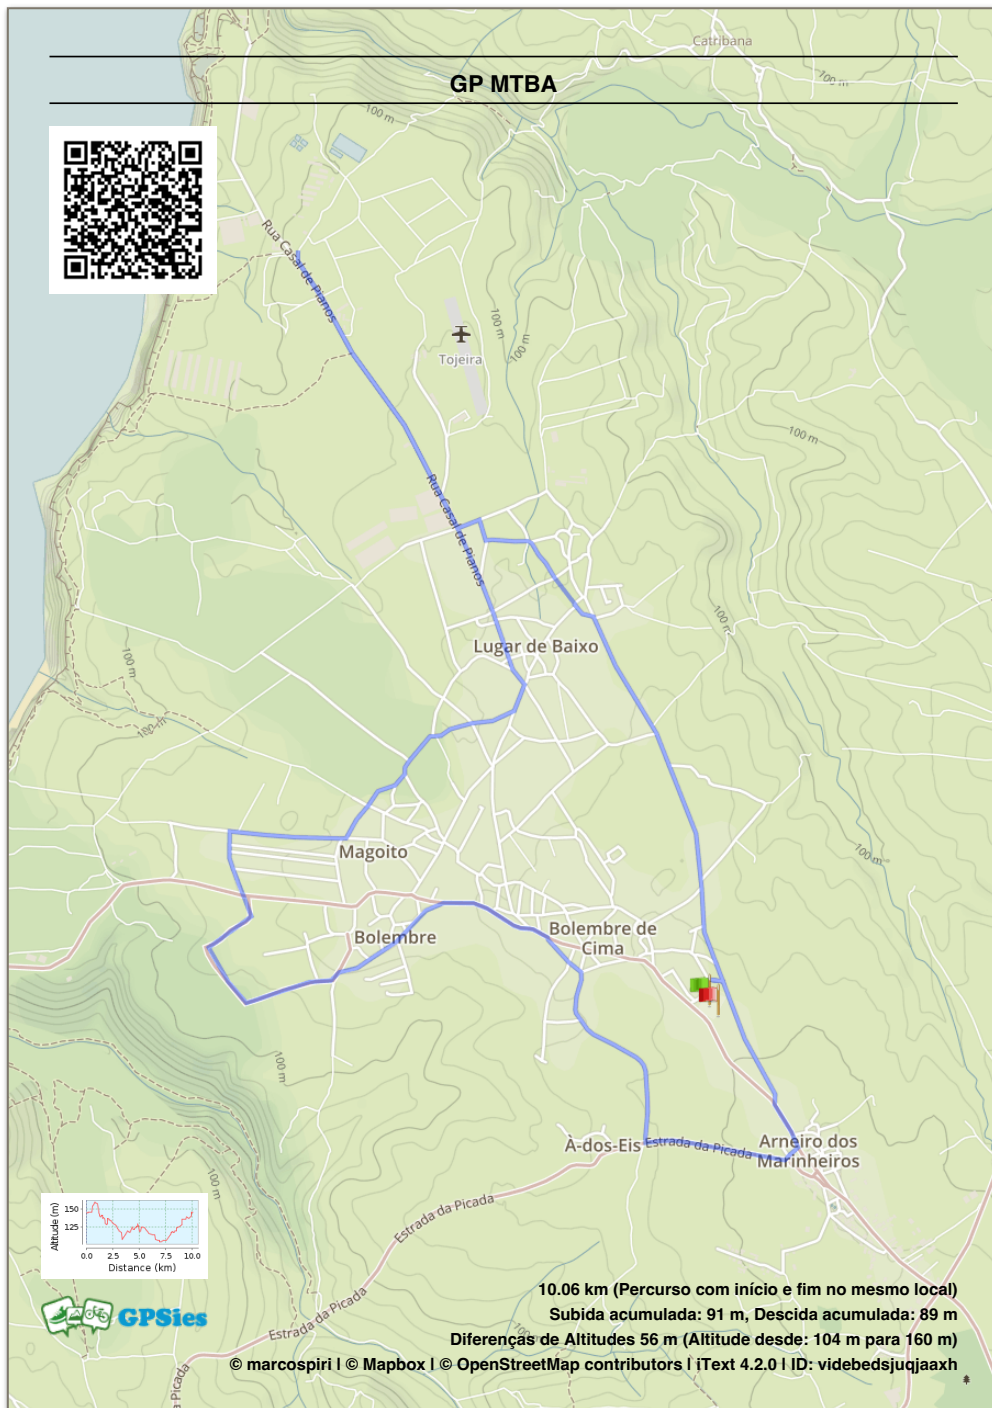 Catribana
100 m
GP MTBA
100 m
Rua Casal de Pianos
100 m
100 m
Tojeira
100 m
Rua Casal de Pianos
100 m
Lugar de Baixo
100 m
100 m
Magoito
100 m
Bolembre
Bolembre de
Cima
100 m
À-dos-Eis
Estrada da Picada
Arneiro dos
Marinheiros
100 m
Estrada da Picada
Altitude (m)
150
125
0.0 2.5 5.0 7.5 10.0
Distance (km)
GPSies
Estrada da Picada
100 m
a Picada
10.06 km (Percurso com início e fim no mesmo local)
Subida acumulada: 91 m, Descida acumulada: 89 m
Diferenças de Altitudes 56 m (Altitude desde: 104 m para 160 m)
© marcospiri | © Mapbox | © OpenStreetMap contributors | iText 4.2.0 | ID: videbedsjuqjaaxh